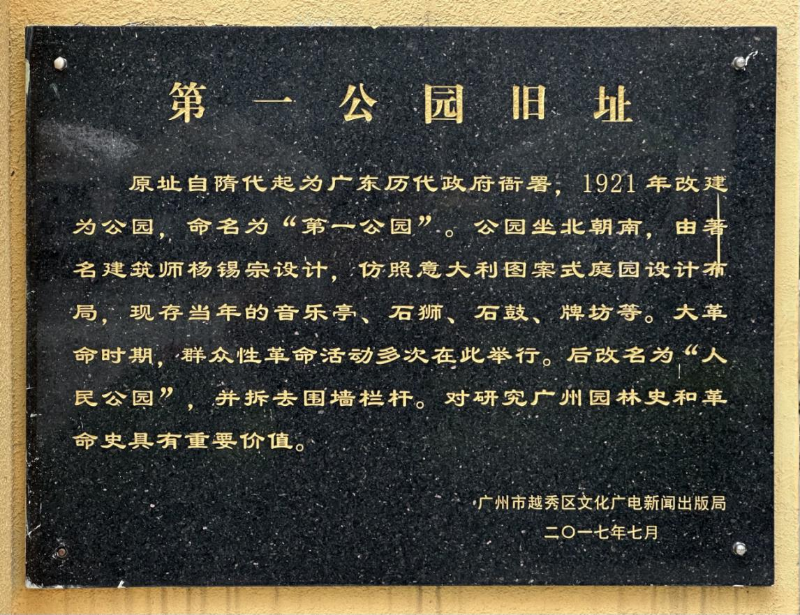 第一公园旧址
原址自隋代起为广东历代政府衙署，1921年改建
为公园，命名为“第一公园”。公园坐北朝南，由著
名建筑师杨锡宗设计，仿照意大利图案式庭园设计布
局，现存当年的音乐亭、石狮、石鼓、牌坊等。大革
命时期，群众性革命活动多次在此举行。后改名为“人
民公园”，并拆去围墙栏杆。对研究广州园林史和革
命史具有重要价值。
广州市越秀区文化广电新闻出版局
二〇一七年七月